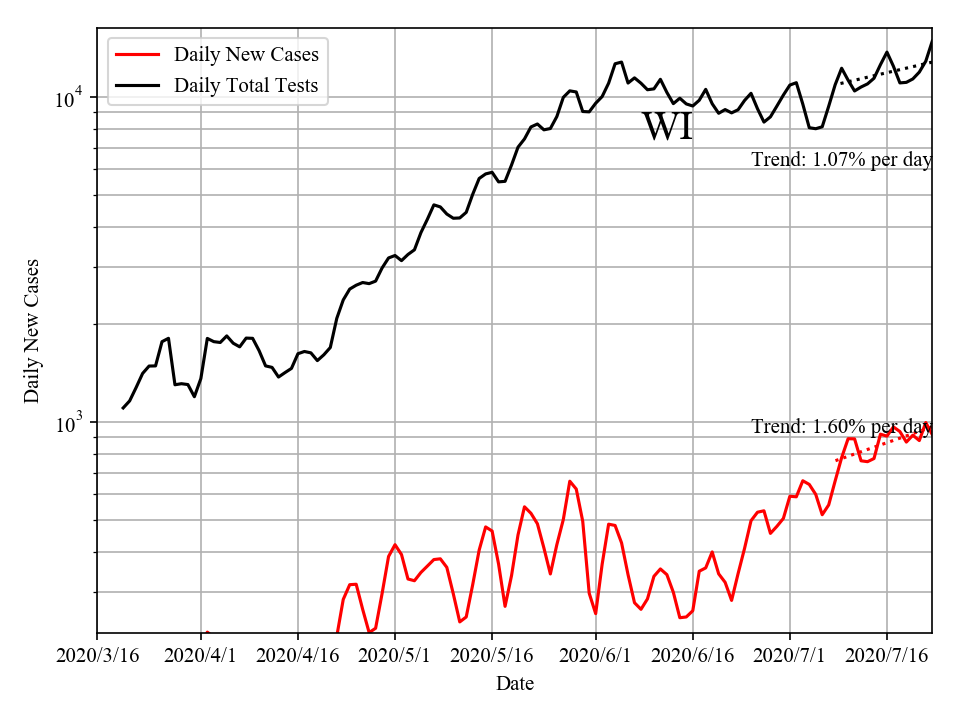 Daily New Cases
Daily Total Tests
10^4
WI
Trend: 1.07% per day
Daily New Cases
10^3
Trend: 1.60% per day
2020/3/16 2020/4/1 2020/4/16 2020/5/1 2020/5/16 2020/6/1 2020/6/16 2020/7/1 2020/7/16
Date